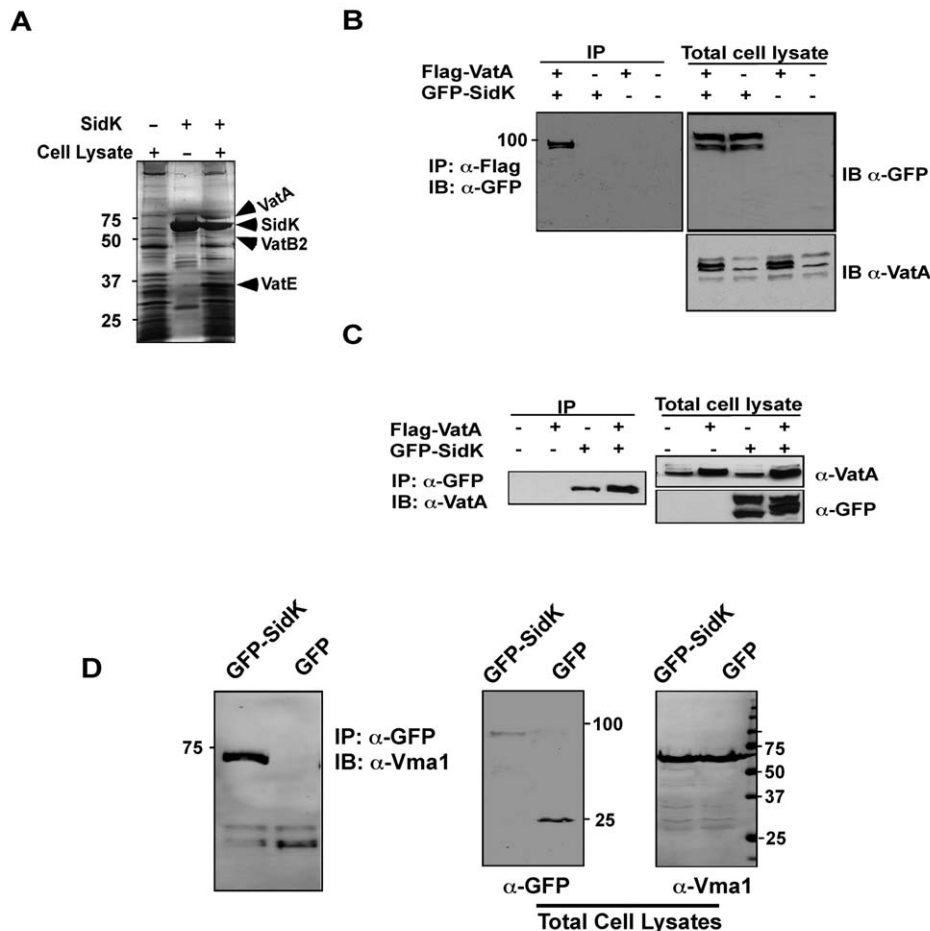 A
SidK – + +
Cell Lysate + – +
75
50
37
25
VatA
SidK
VatB2
VatE
B
IP Total cell lysate
Flag-VatA + - + - + - + -
GFP-SidK + + - - + + - -
100
IP: α-Flag
IB: α-GFP
IB α-GFP
IB α-VatA
C
IP Total cell lysate
Flag-VatA - + - + - + - +
GFP-SidK - - + + - - + +
IP: α-GFP
IB: α-VatA
α-VatA
α-GFP
D
GFP-SidK GFP
75
IP: α-GFP
IB: α-Vma1
GFP-SidK GFP
100
25
α-GFP
GFP-SidK GFP
75
50
37
25
α-Vma1
Total Cell Lysates